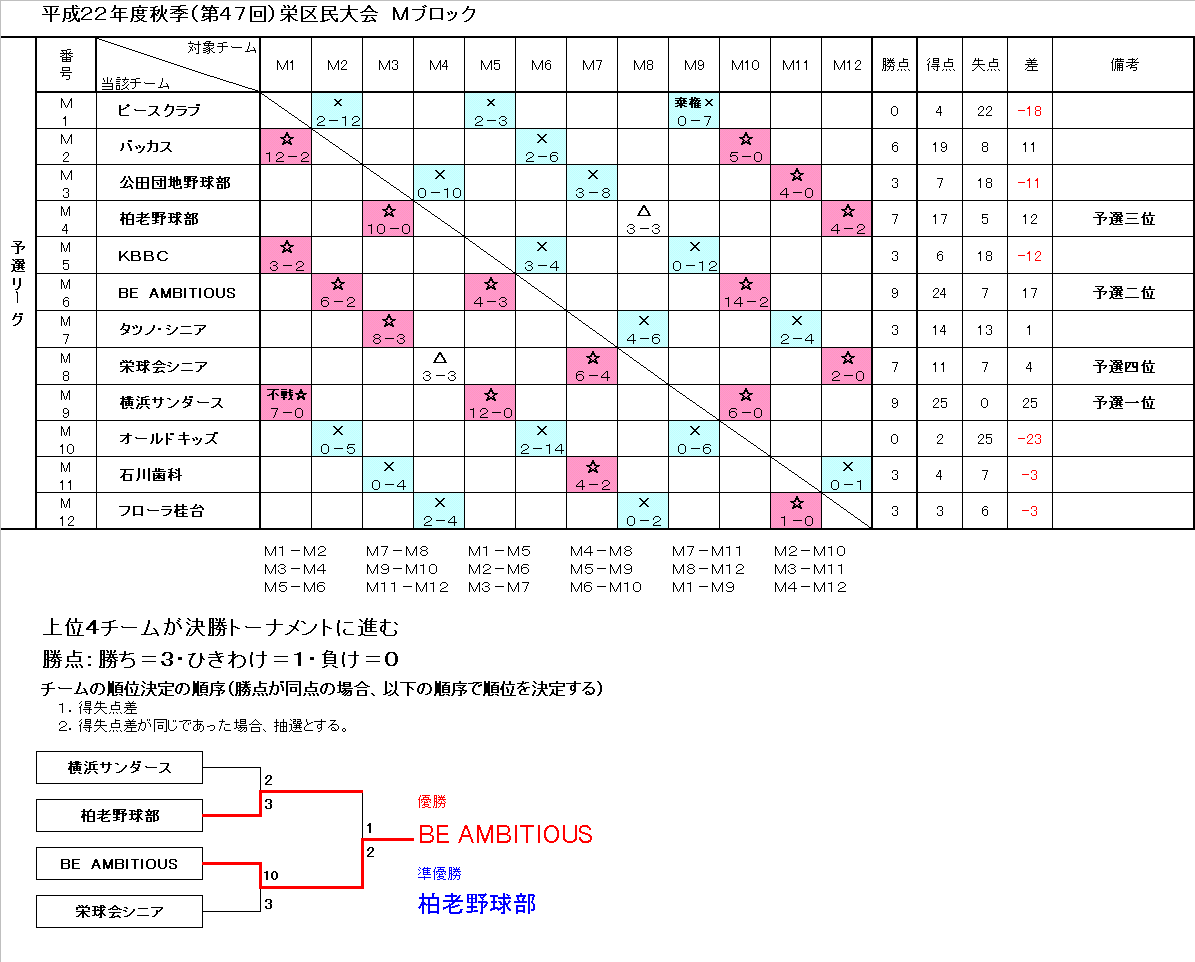 平成22年度秋季（第47回）栄区民大会　Mブロック
番号 対象チーム 当該チーム M1 M2 M3 M4 M5 M6 M7 M8 M9 M10 M11 M12 勝点 得点 失点 差 備考
予選リーグ
M1 ピースクラブ ×2－12 ×2－3 棄権×0－7 0 4 22 −18
M2 バッカス ☆12－2 ×2－6 ☆5－0 6 19 8 11
M3 公田団地野球部 ×0－10 ×3－8 ☆4－0 3 7 18 −11
M4 柏老野球部 ☆10－0 △3－3 ☆4－2 7 17 5 12 予選三位
M5 KBBC ☆3－2 ×3－4 ×0－12 3 6 18 −12
M6 BE AMBITIOUS ☆6－2 ☆4－3 ☆14－2 9 24 7 17 予選二位
M7 タツノ・シニア ☆8－3 ×4－6 ×2－4 3 14 13 1
M8 栄球会シニア △3－3 ☆6－4 ☆2－0 7 11 7 4 予選四位
M9 横浜サンダース 不戦☆7－0 ☆12－0 ☆6－0 9 25 0 25 予選一位
M10 オールドキッズ ×0－5 ×2－14 ×0－6 0 2 25 −23
M11 石川歯科 ×0－4 ☆4－2 ×0－1 3 4 7 −3
M12 フローラ桂台 ×2－4 ×0－2 ☆1－0 3 3 6 −3
M1－M2 M7－M8 M1－M5 M4－M8 M7－M11 M2－M10
M3－M4 M9－M10 M2－M6 M5－M9 M8－M12 M3－M11
M5－M6 M11－M12 M3－M7 M6－M10 M1－M9 M4－M12
上位4チームが決勝トーナメントに進む
勝点：勝ち＝3・ひきわけ＝1・負け＝0
チームの順位決定の順序（勝点が同点の場合、以下の順序で順位を決定する）
1．得失点差
2．得失点差が同じであった場合、抽選とする。
横浜サンダース
2
3
柏老野球部
優勝
1
BE AMBITIOUS
2
BE AMBITIOUS
10
準優勝
3
柏老野球部
栄球会シニア